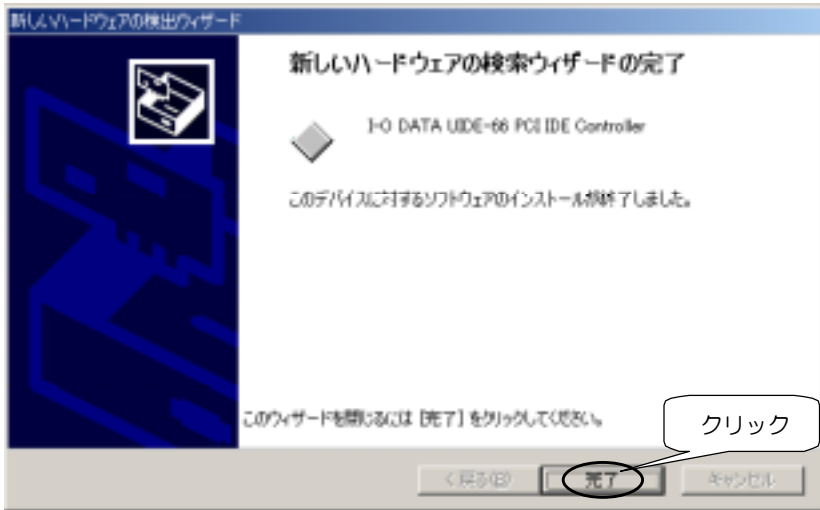 新しいハードウェアの検出ウィザード
新しいハードウェアの検索ウィザードの完了
I-O DATA UIDE-66 PCI IDE Controller
このデバイスに対するソフトウェアのインストールが終了しました。
このウィザードを閉じるには [完了] をクリックしてください。
クリック
< 戻る(B)
完了
キャンセル